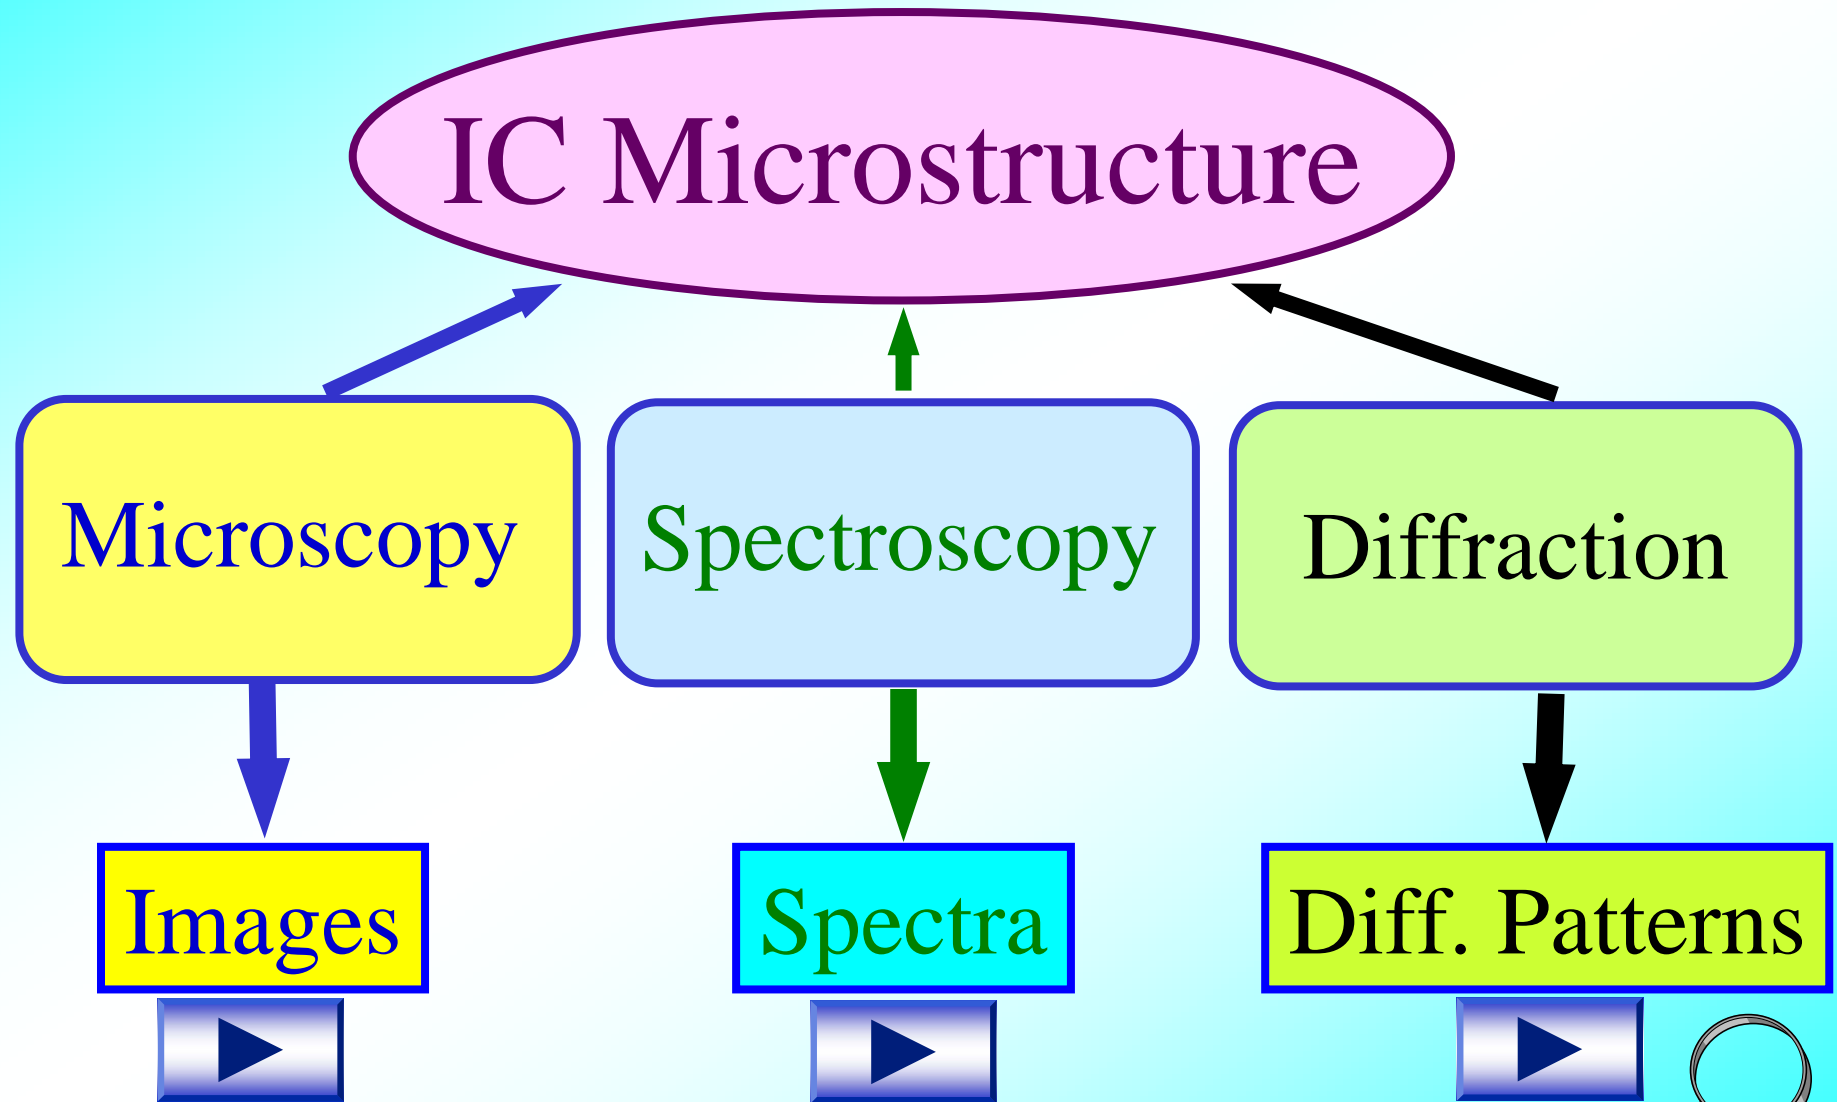 IC Microstructure
Microscopy
Spectroscopy
Diffraction
Images
Spectra
Diff. Patterns